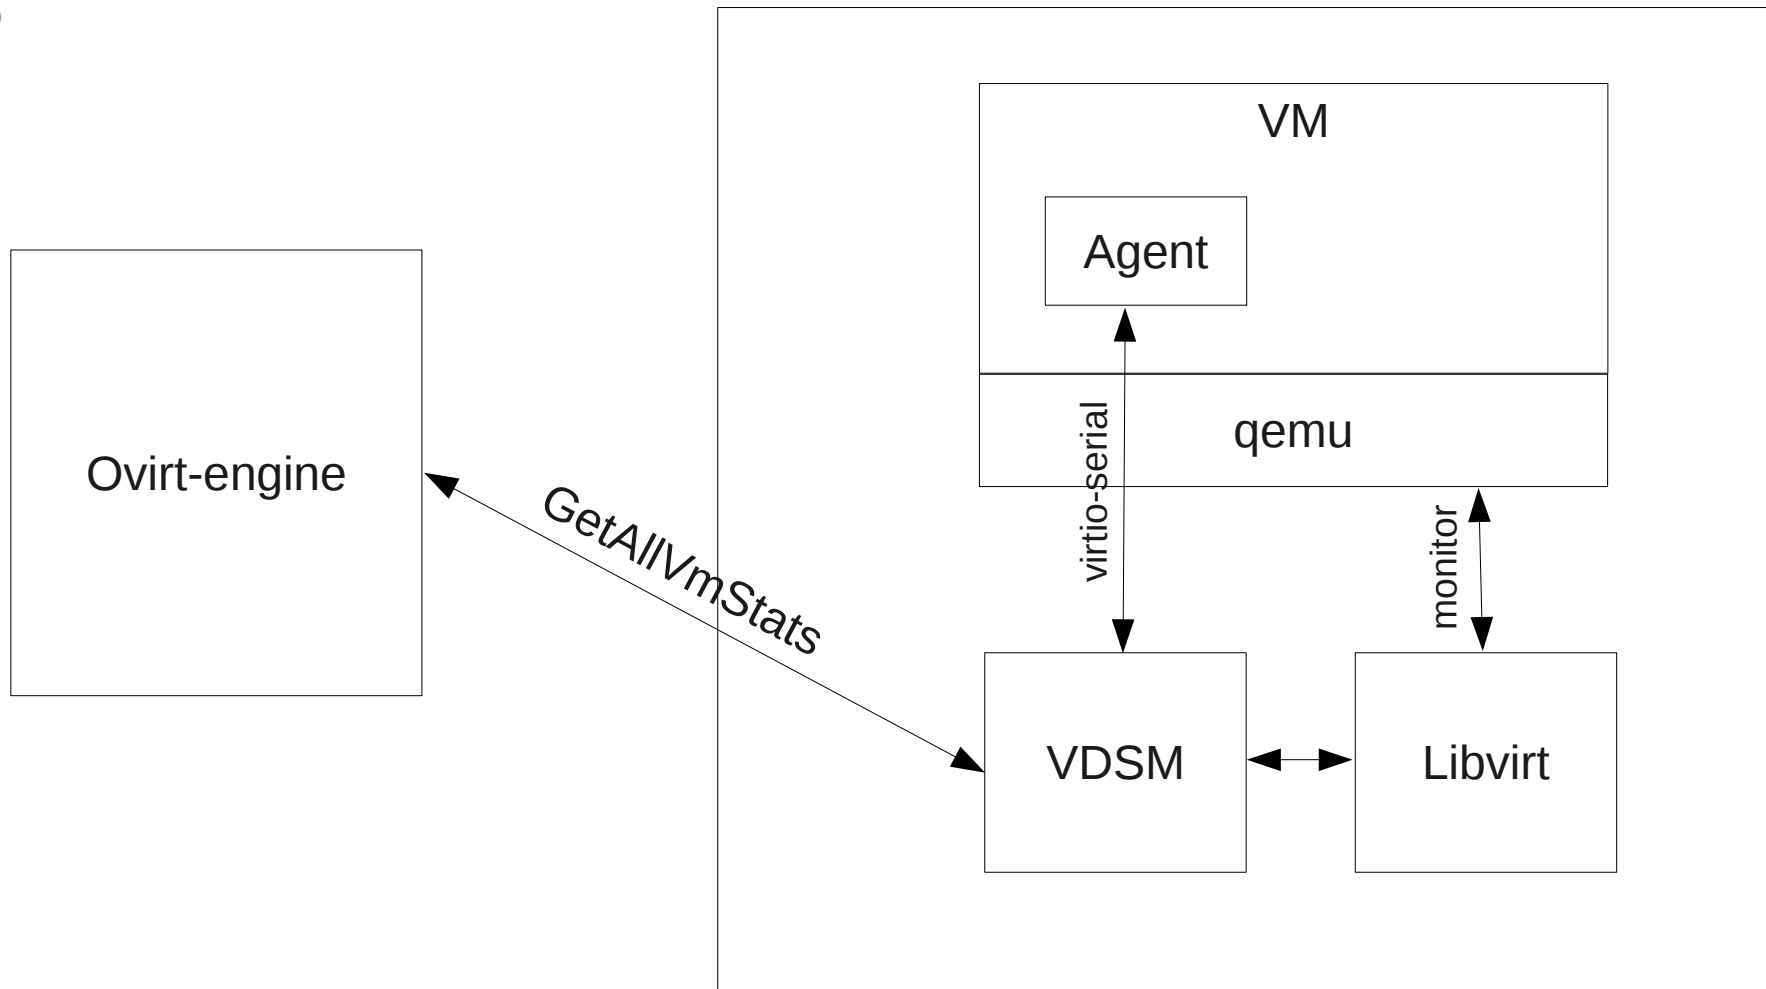 VM
Agent
qemu
virtio-serial
monitor
Ovirt-engine
GetAllVmStats
VDSM
Libvirt